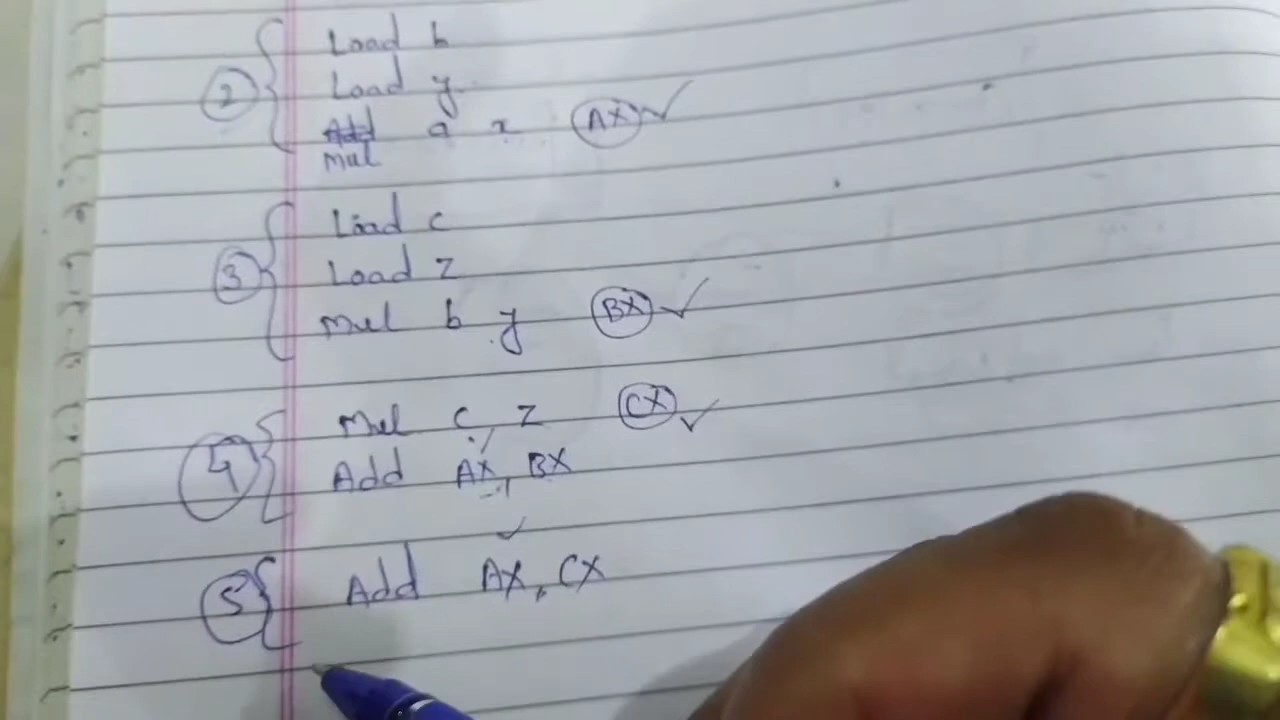 Load b
② Load y
Add a x AX ✓
Mul
Load c
③ Load z
Mul b y BX ✓
Mul c, z CX ✓
④ Add AX, BX
⑤ Add AX, CX